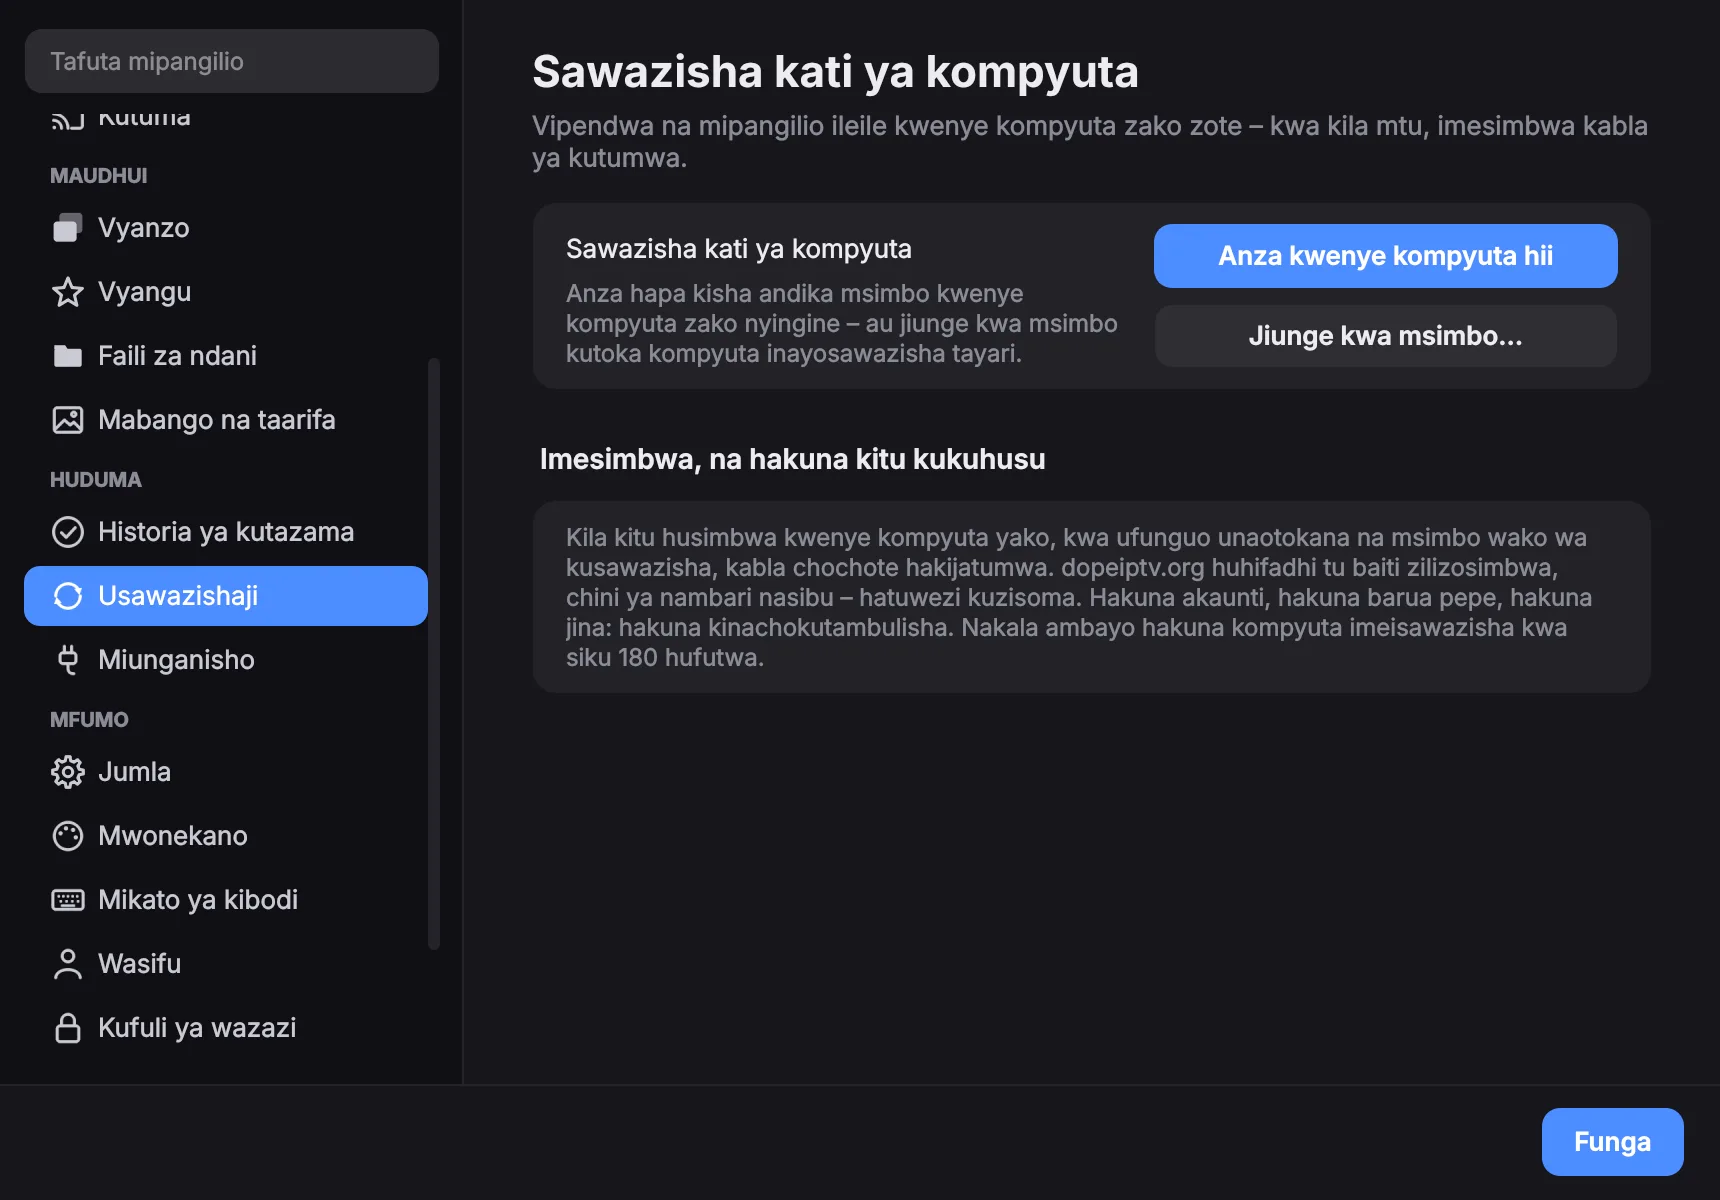 Tafuta mipangilio
Kutuma
MAUDHUI
Vyanzo
Vyangu
Faili za ndani
Mabango na taarifa
HUDUMA
Historia ya kutazama
Usawazishaji
Miunganisho
MFUMO
Jumla
Mwonekano
Mikato ya kibodi
Wasifu
Kufuli ya wazazi
Sawazisha kati ya kompyuta
Vipendwa na mipangilio ileile kwenye kompyuta zako zote – kwa kila mtu, imesimbwa kabla
ya kutumwa.
Sawazisha kati ya kompyuta
Anza hapa kisha andika msimbo kwenye
kompyuta zako nyingine – au jiunge kwa msimbo
kutoka kompyuta inayosawazisha tayari.
Anza kwenye kompyuta hii
Jiunge kwa msimbo...
Imesimbwa, na hakuna kitu kukuhusu
Kila kitu husimbwa kwenye kompyuta yako, kwa ufunguo unaotokana na msimbo wako wa
kusawazisha, kabla chochote hakijatumwa. dopeiptv.org huhifadhi tu baiti zilizosimbwa,
chini ya nambari nasibu – hatuwezi kuzisoma. Hakuna akaunti, hakuna barua pepe, hakuna
jina: hakuna kinachokutambulisha. Nakala ambayo hakuna kompyuta imeisawazisha kwa
siku 180 hufutwa.
Funga